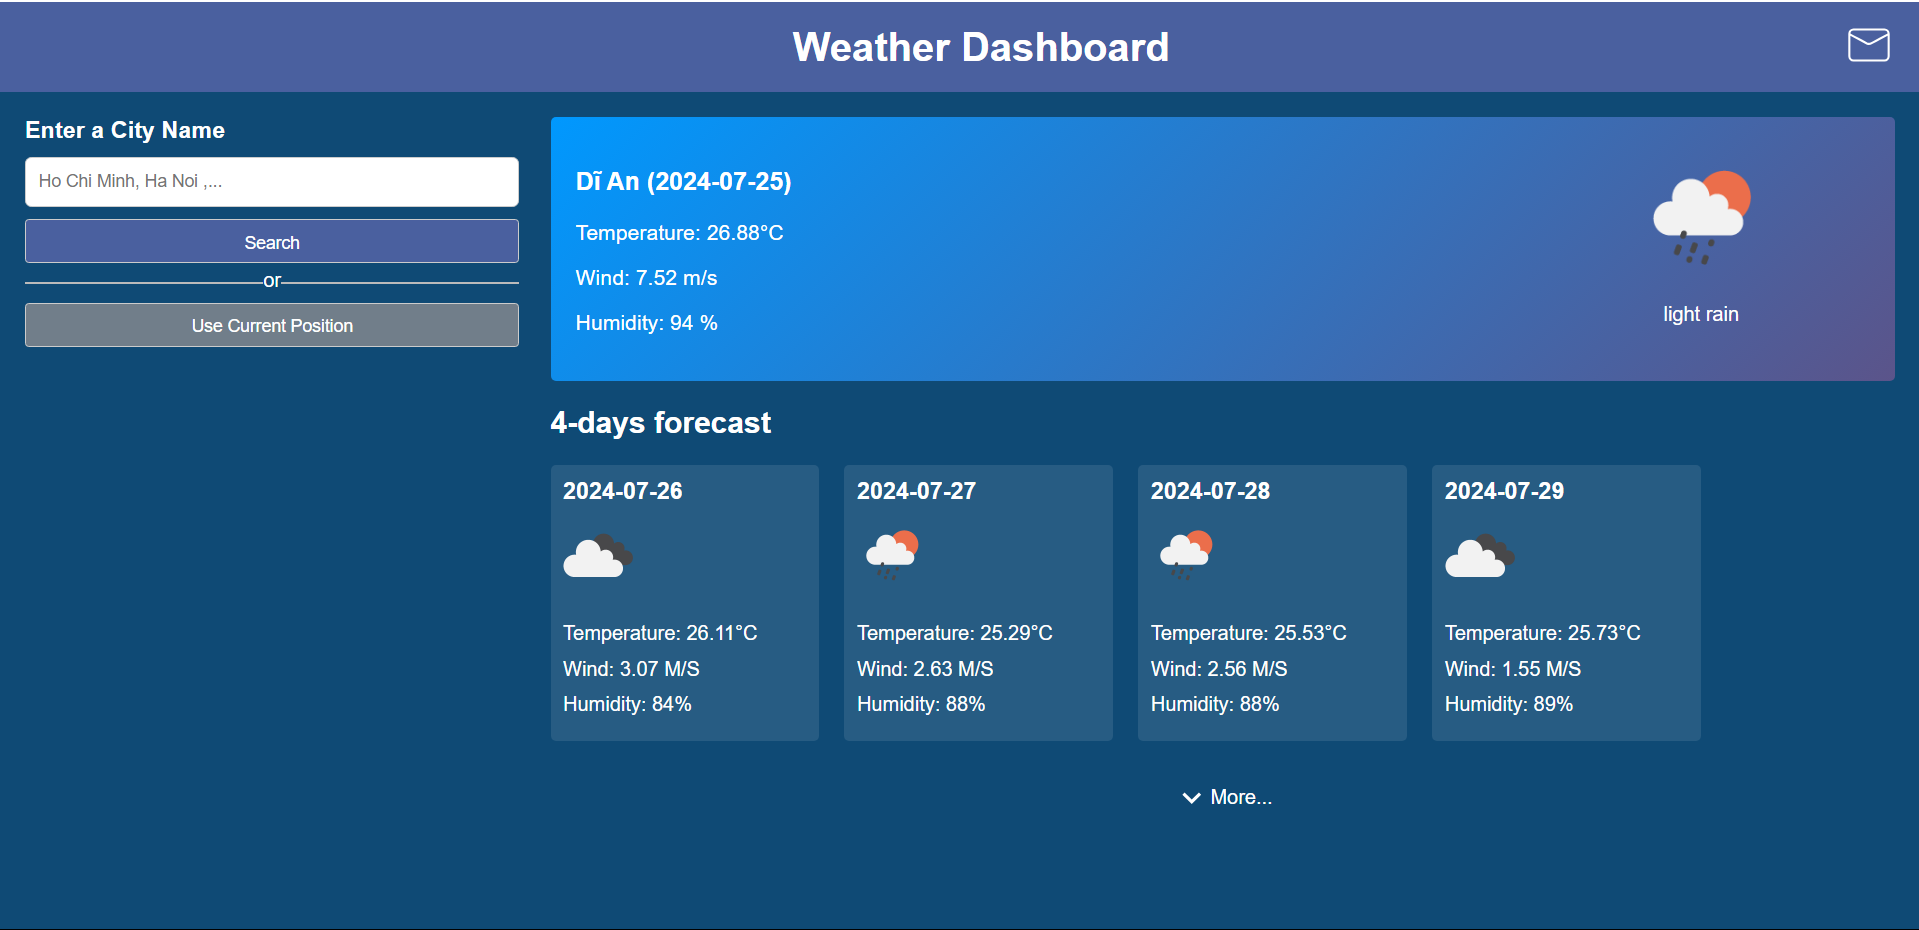 Weather Dashboard
Enter a City Name
Ho Chi Minh, Ha Noi ,...
Search
or
Use Current Position
Dĩ An (2024-07-25)
Temperature: 26.88°C
Wind: 7.52 m/s
Humidity: 94 %
light rain
4-days forecast
2024-07-26
Temperature: 26.11°C
Wind: 3.07 M/S
Humidity: 84%
2024-07-27
Temperature: 25.29°C
Wind: 2.63 M/S
Humidity: 88%
2024-07-28
Temperature: 25.53°C
Wind: 2.56 M/S
Humidity: 88%
2024-07-29
Temperature: 25.73°C
Wind: 1.55 M/S
Humidity: 89%
More...